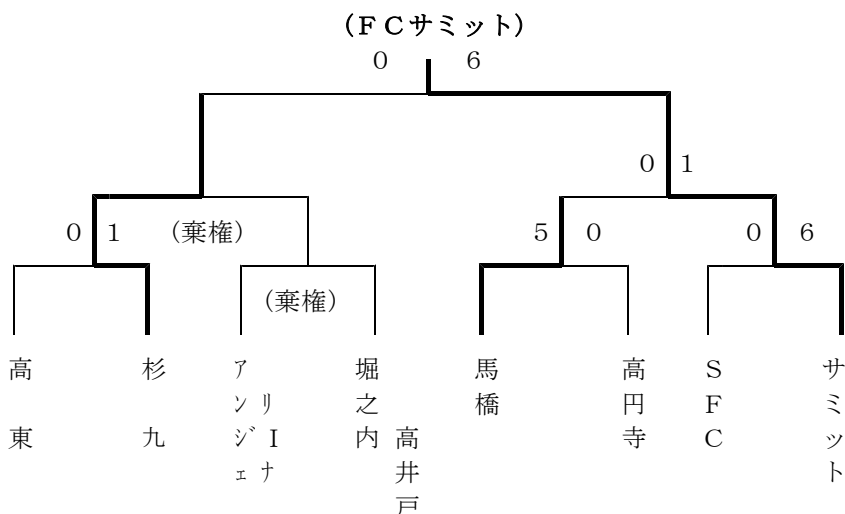 (ＦＣサミット)
０ ６
０ １
０ １ (棄権) ５ ０ ０ ６
(棄権)
高東
杉九
ｱﾝｼﾞｪ
ﾘＩﾅ
堀之内
高井戸
馬橋
高円寺
ＳＦＣ
サミット